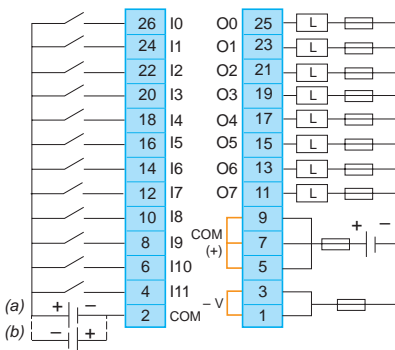 26 I0 O0 25 L
24 I1 O1 23 L
22 I2 O2 21 L
20 I3 O3 19 L
18 I4 O4 17 L
16 I5 O5 15 L
14 I6 O6 13 L
12 I7 O7 11 L
10 I8 9
8 I9 COM (+) 7 + –
6 I10 5
4 I11 3
(a) + – – V
2 COM 1
(b) – +